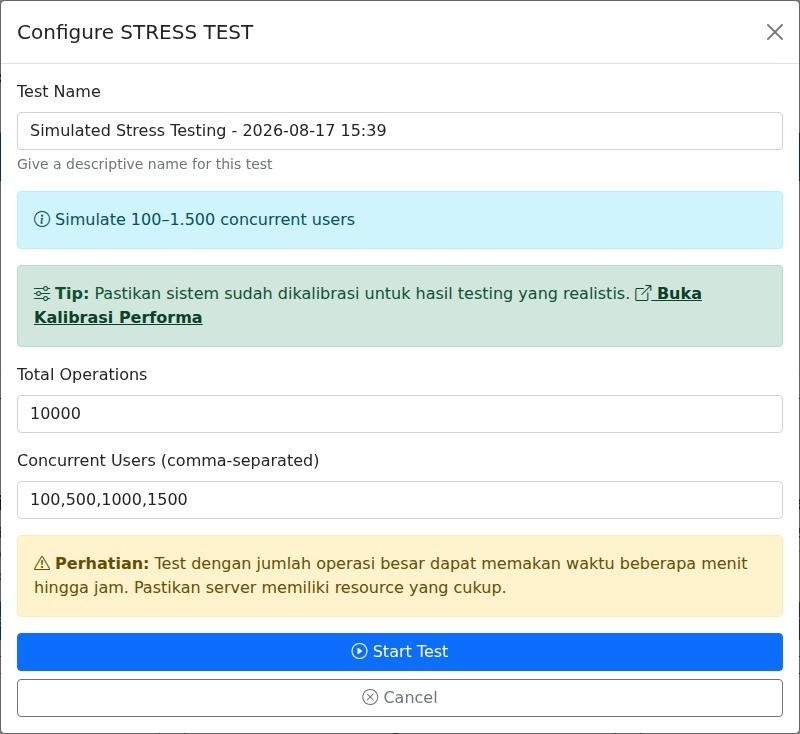 Configure STRESS TEST
Test Name
Simulated Stress Testing - 2026-08-17 15:39
Give a descriptive name for this test
Simulate 100–1.500 concurrent users
Tip: Pastikan sistem sudah dikalibrasi untuk hasil testing yang realistis. Buka
Kalibrasi Performa
Total Operations
10000
Concurrent Users (comma-separated)
100,500,1000,1500
Perhatian: Test dengan jumlah operasi besar dapat memakan waktu beberapa menit
hingga jam. Pastikan server memiliki resource yang cukup.
Start Test
Cancel